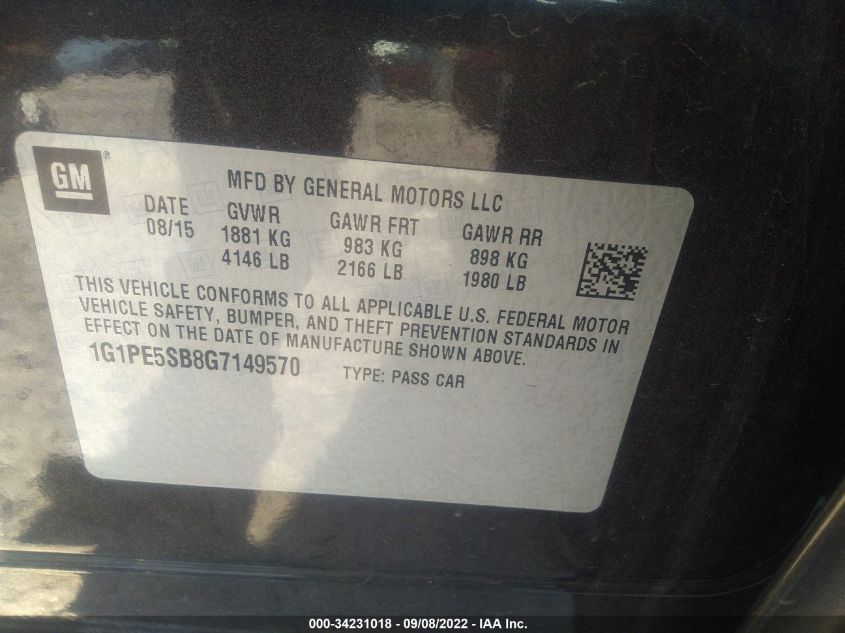 GM ®
MFD BY GENERAL MOTORS LLC
DATE GVWR GAWR FRT GAWR RR
08/15 1881 KG 983 KG 898 KG
4146 LB 2166 LB 1980 LB
THIS VEHICLE CONFORMS TO ALL APPLICABLE U.S. FEDERAL MOTOR
VEHICLE SAFETY, BUMPER, AND THEFT PREVENTION STANDARDS IN
EFFECT ON THE DATE OF MANUFACTURE SHOWN ABOVE.
1G1PE5SB8G7149570 TYPE: PASS CAR
000-34231018 - 09/08/2022 - IAA Inc.